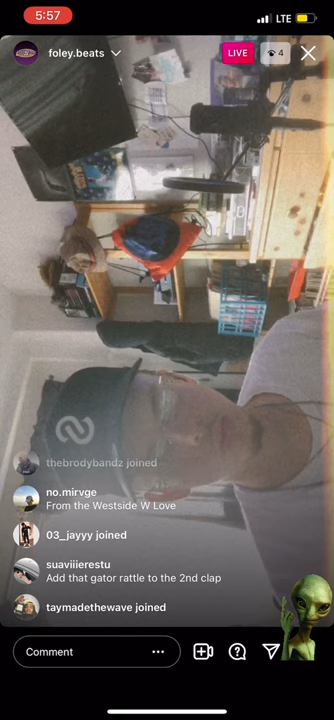 5:57
LTE
foley.beats
LIVE
4
thebrodybandz joined
no.mirvge
From the Westside W Love
03_jayyy joined
suaviiierestu
Add that gator rattle to the 2nd clap
taymadethewave joined
Comment